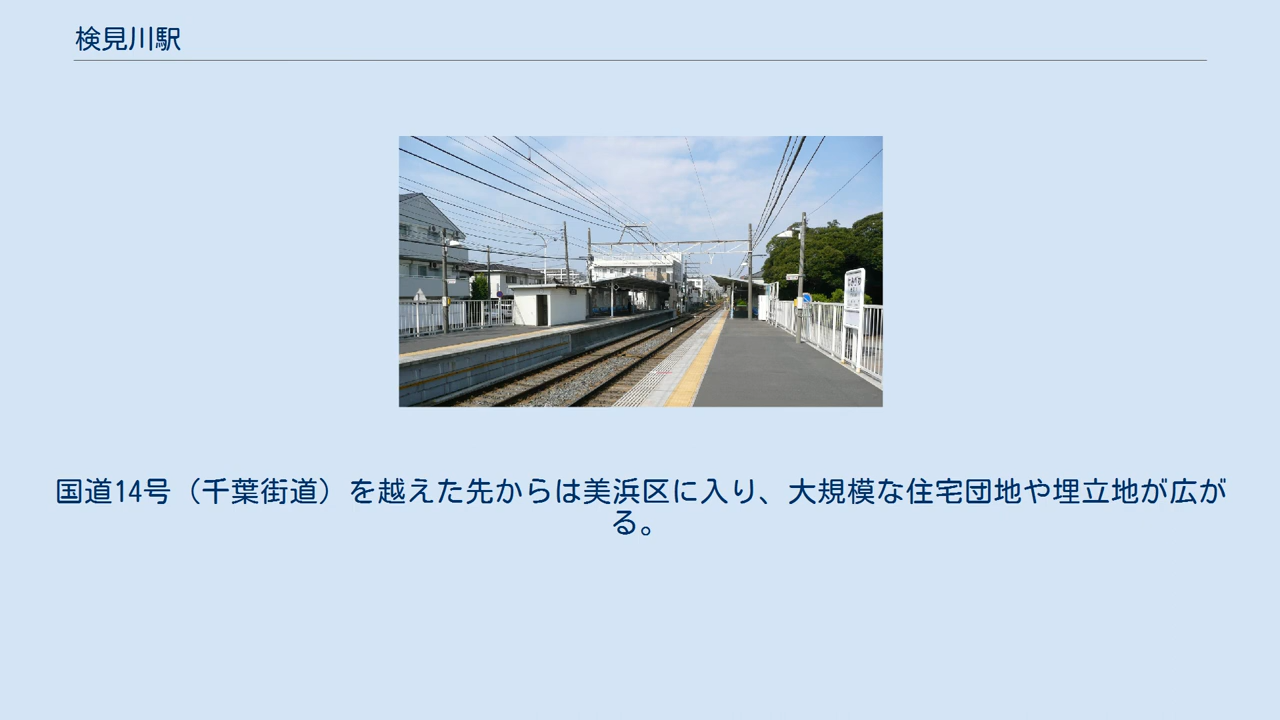 検見川駅
国道14号（千葉街道）を越えた先からは美浜区に入り、大規模な住宅団地や埋立地が広が
る。